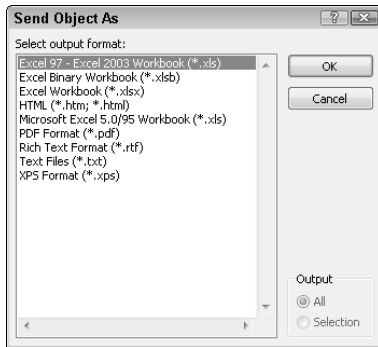 Send Object As
Select output format:
Excel 97 - Excel 2003 Workbook (*.xls)
Excel Binary Workbook (*.xlsb)
Excel Workbook (*.xlsx)
HTML (*.htm; *.html)
Microsoft Excel 5.0/95 Workbook (*.xls)
PDF Format (*.pdf)
Rich Text Format (*.rtf)
Text Files (*.txt)
XPS Format (*.xps)
OK
Cancel
Output
All
Selection